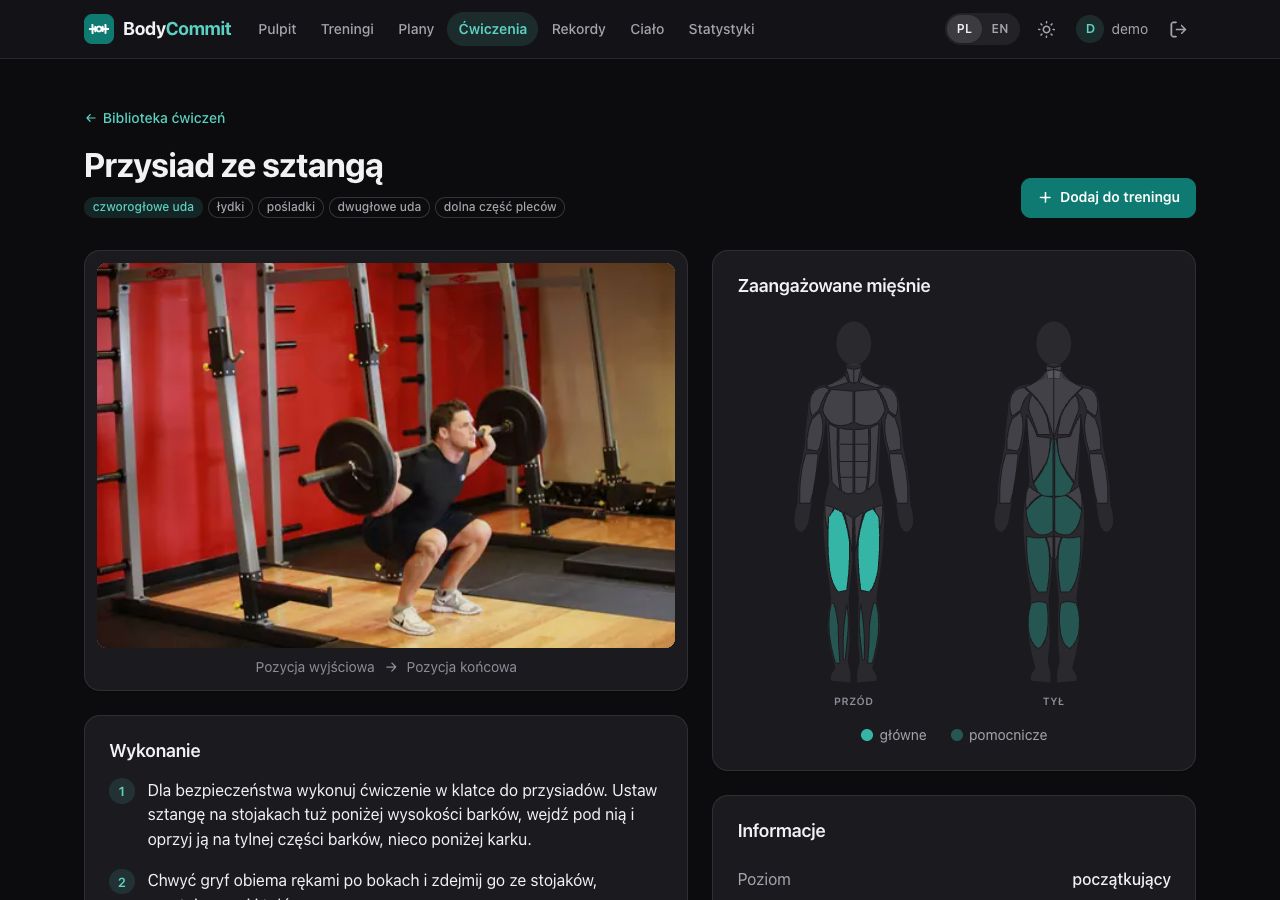 BodyCommit
Pulpit
Treningi
Plany
Ćwiczenia
Rekordy
Ciało
Statystyki
PL
EN
D
demo
← Biblioteka ćwiczeń
Przysiad ze sztangą
czworogłowe uda
łydki
pośladki
dwugłowe uda
dolna część pleców
+ Dodaj do treningu
Pozycja wyjściowa → Pozycja końcowa
Wykonanie
1
Dla bezpieczeństwa wykonuj ćwiczenie w klatce do przysiadów. Ustaw
sztangę na stojakach tuż poniżej wysokości barków, wejdź pod nią i
oprzyj ją na tylnej części barków, nieco poniżej karku.
2
Chwyć gryf obiema rękami po bokach i zdejmij go ze stojaków,
Zaangażowane mięśnie
PRZÓD
TYŁ
główne
pomocnicze
Informacje
Poziom
początkujący